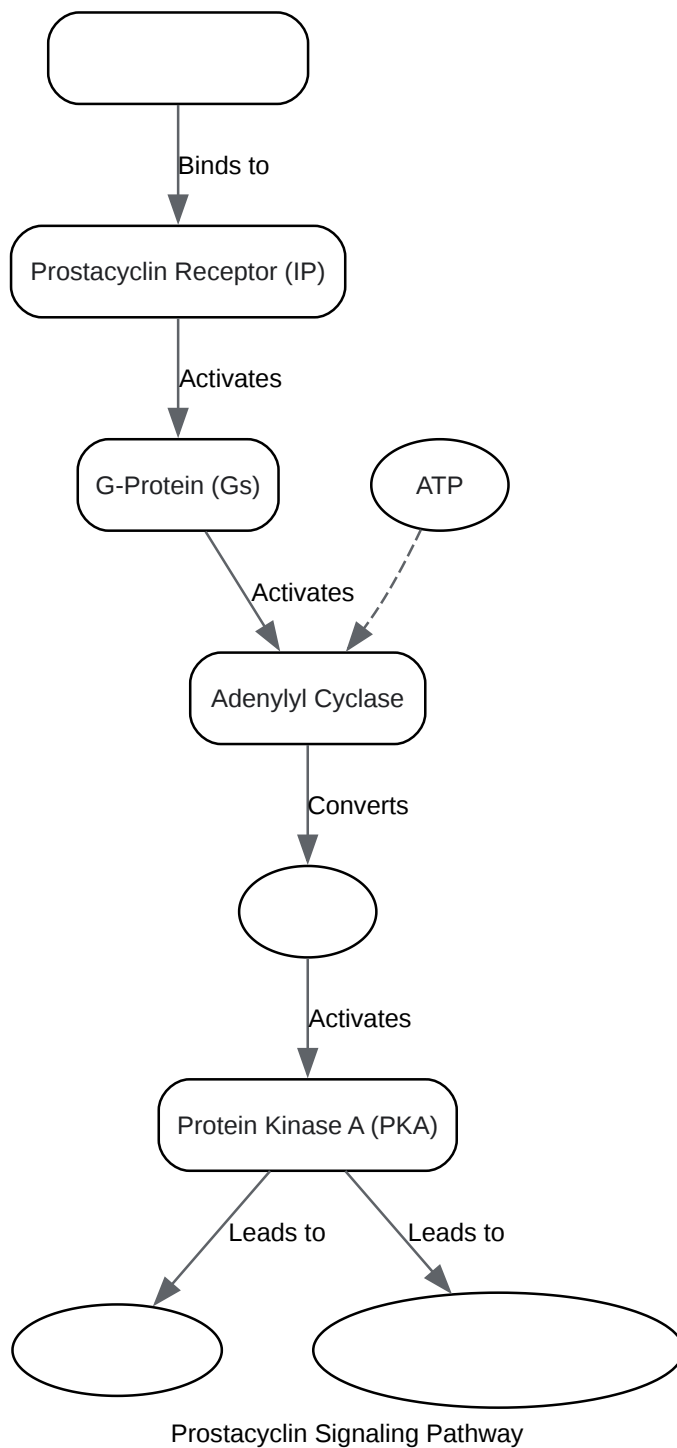 Binds to
Prostacyclin Receptor (IP)
Activates
G-Protein (Gs)
ATP
Activates
Adenylyl Cyclase
Converts
Activates
Protein Kinase A (PKA)
Leads to
Leads to
Prostacyclin Signaling Pathway